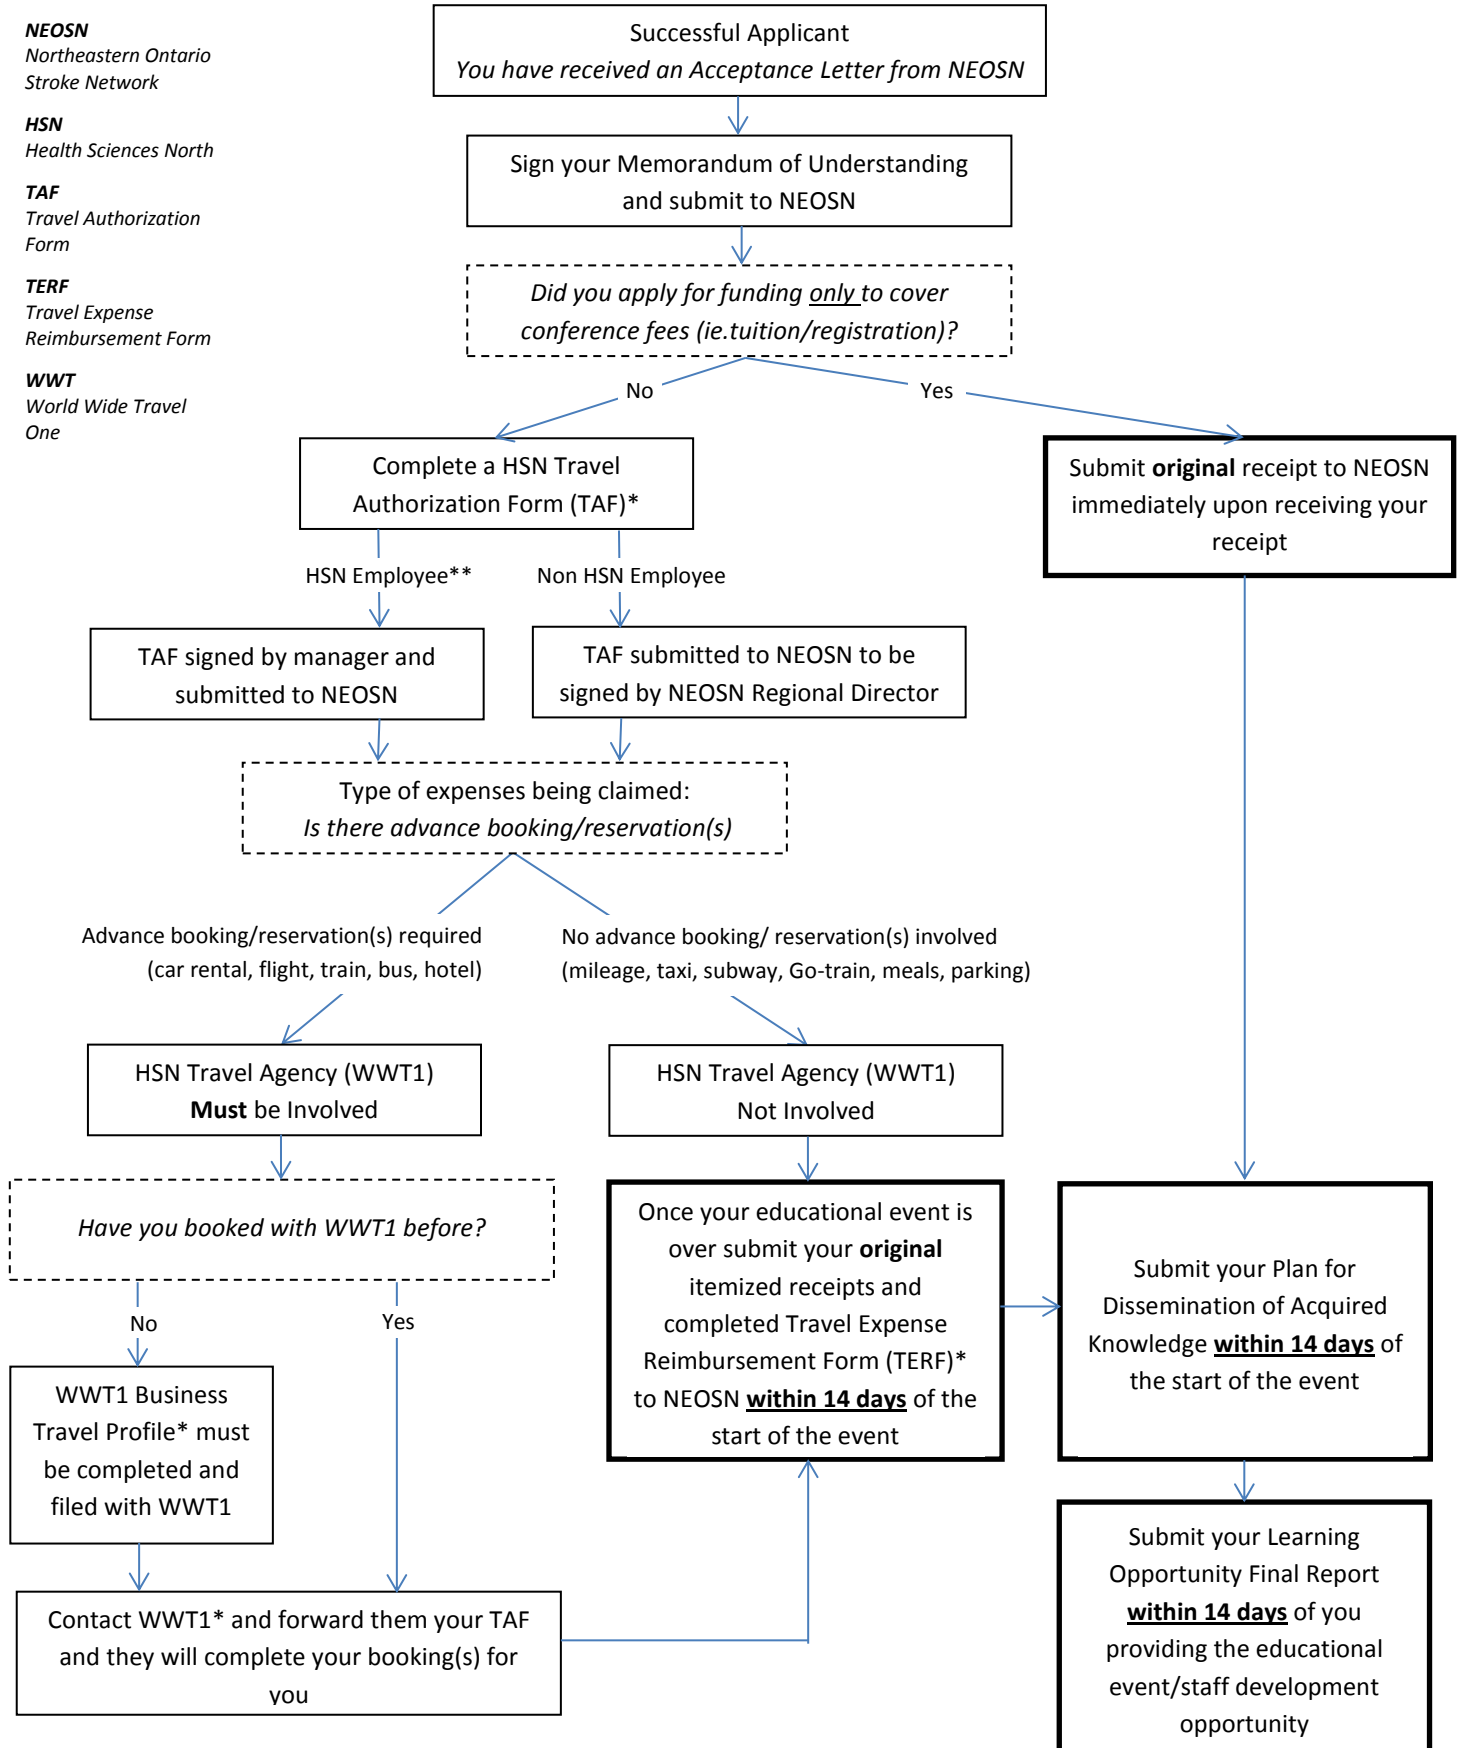 NEOSN
Northeastern Ontario
Stroke Network
HSN
Health Sciences North
TAF
Travel Authorization
Form
TERF
Travel Expense
Reimbursement Form
WWT
World Wide Travel
One
Successful Applicant
You have received an Acceptance Letter from NEOSN
Sign your Memorandum of Understanding
and submit to NEOSN
Did you apply for funding only to cover
conference fees (ie.tuition/registration)?
No
Yes
Complete a HSN Travel
Authorization Form (TAF)*
Submit original receipt to NEOSN
immediately upon receiving your
receipt
HSN Employee**
Non HSN Employee
TAF signed by manager and
submitted to NEOSN
TAF submitted to NEOSN to be
signed by NEOSN Regional Director
Type of expenses being claimed:
Is there advance booking/reservation(s)
Advance booking/reservation(s) required
(car rental, flight, train, bus, hotel)
No advance booking/ reservation(s) involved
(mileage, taxi, subway, Go-train, meals, parking)
HSN Travel Agency (WWT1)
Must be Involved
HSN Travel Agency (WWT1)
Not Involved
Have you booked with WWT1 before?
No
Yes
WWT1 Business
Travel Profile* must
be completed and
filed with WWT1
Contact WWT1* and forward them your TAF
and they will complete your booking(s) for
you
Once your educational event is
over submit your original
itemized receipts and
completed Travel Expense
Reimbursement Form (TERF)*
to NEOSN within 14 days of the
start of the event
Submit your Plan for
Dissemination of Acquired
Knowledge within 14 days of
the start of the event
Submit your Learning
Opportunity Final Report
within 14 days of you
providing the educational
event/staff development
opportunity